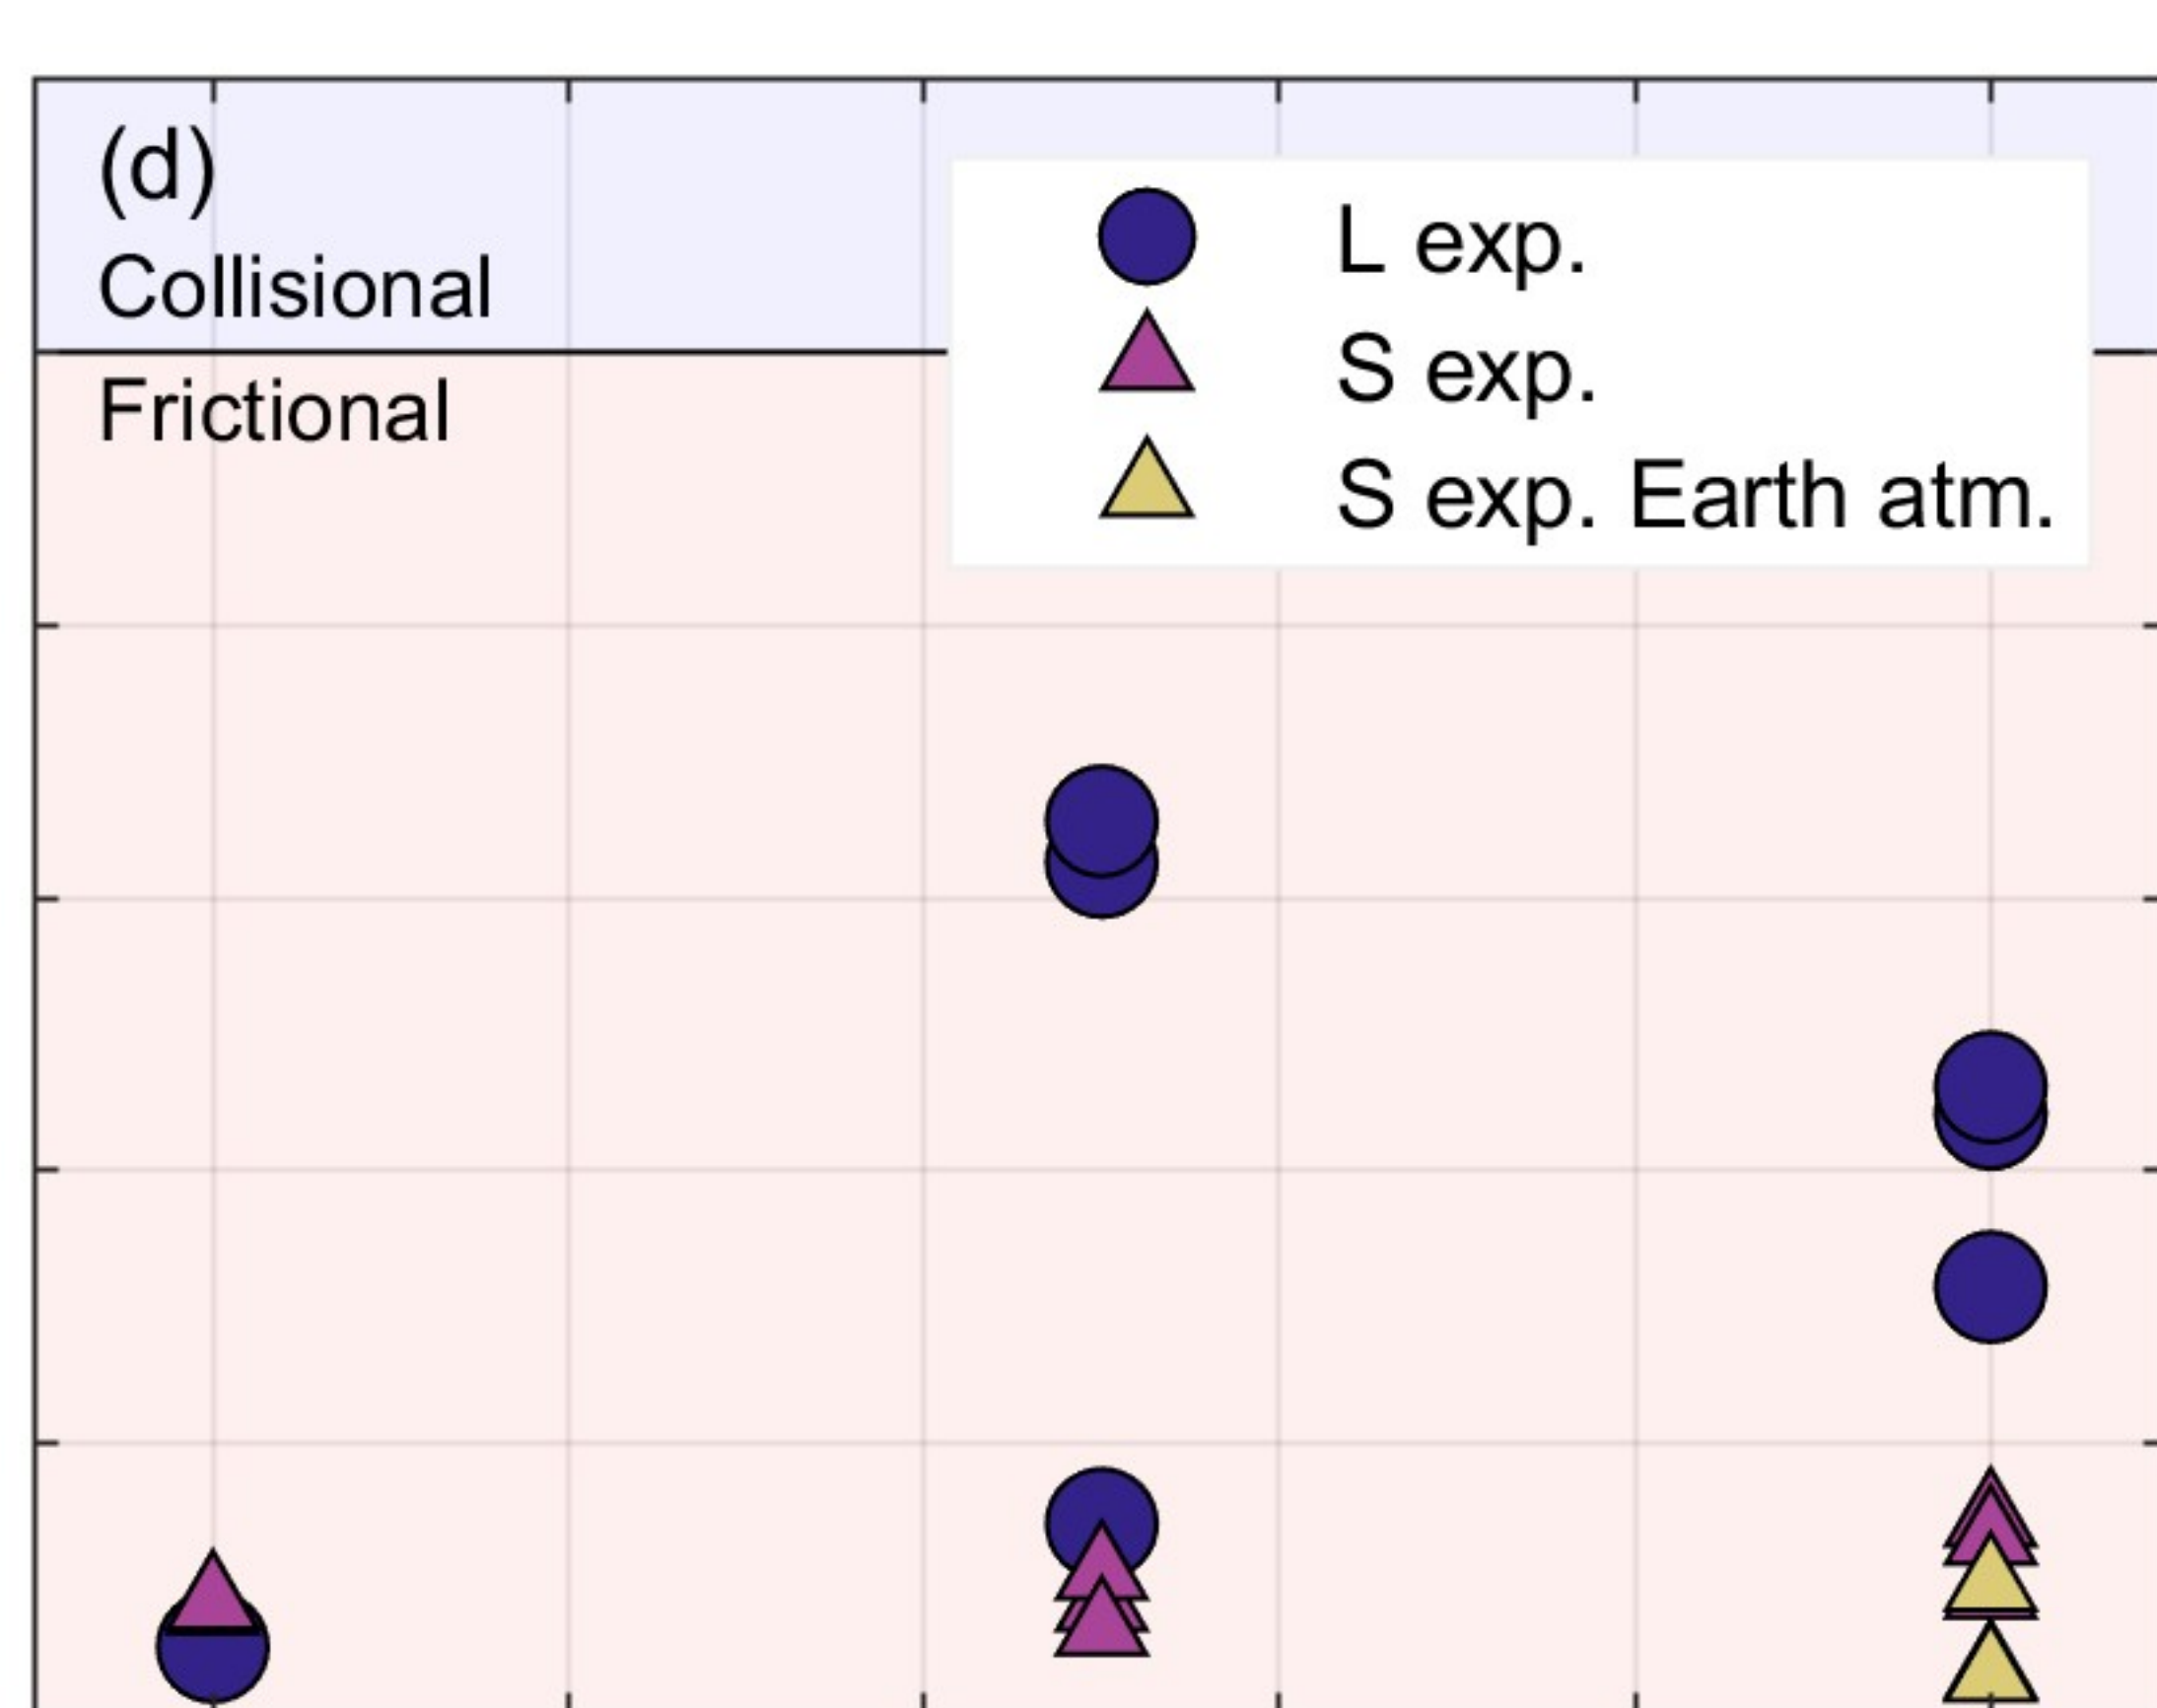 (d)
Collisional
Frictional
L exp.
S exp.
S exp. Earth atm.